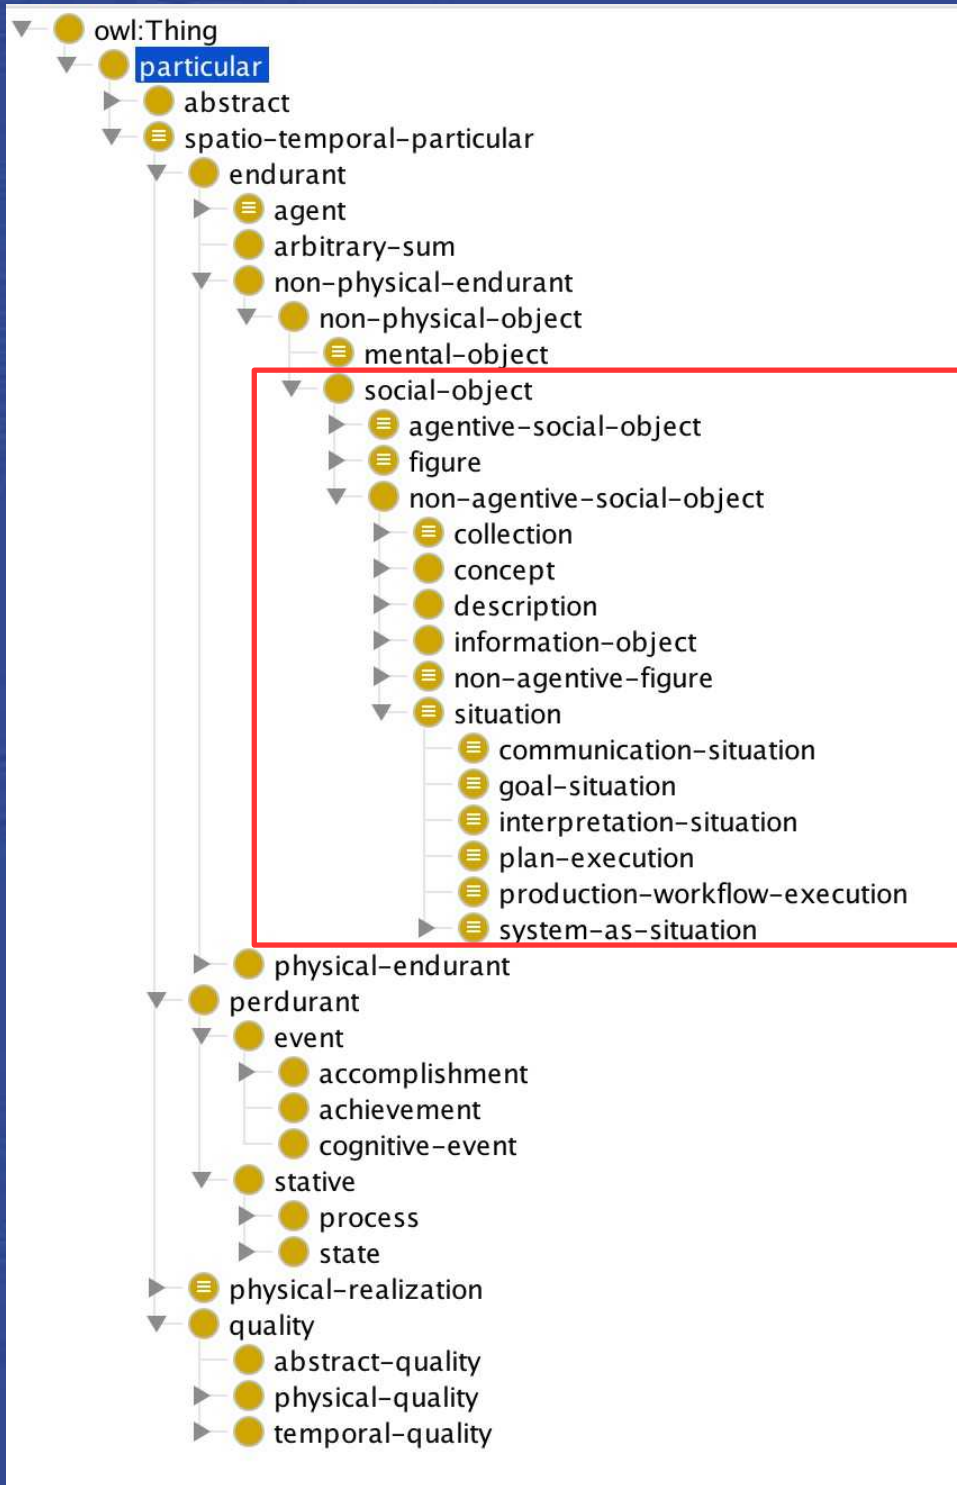 owl:Thing
particular
abstract
spatio-temporal-particular
endurant
agent
arbitrary-sum
non-physical-endurant
non-physical-object
mental-object
social-object
agentive-social-object
figure
non-agentive-social-object
collection
concept
description
information-object
non-agentive-figure
situation
communication-situation
goal-situation
interpretation-situation
plan-execution
production-workflow-execution
system-as-situation
physical-endurant
perdurant
event
accomplishment
achievement
cognitive-event
stative
process
state
physical-realization
quality
abstract-quality
physical-quality
temporal-quality